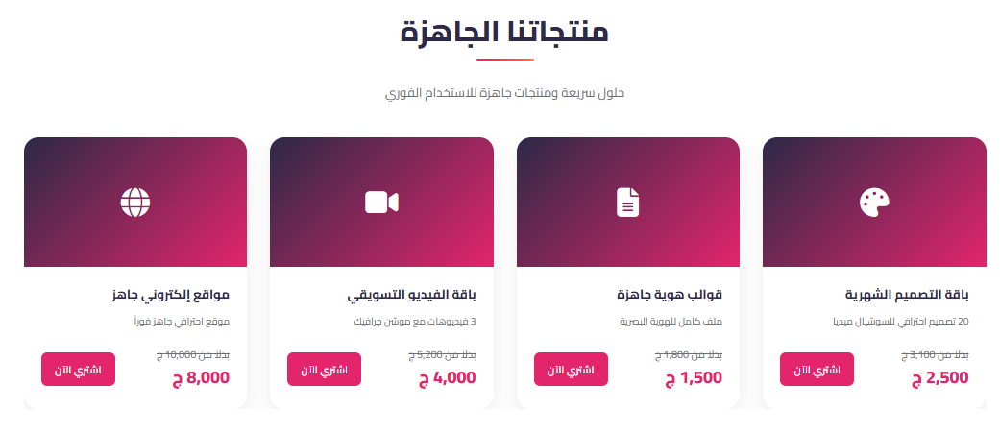 منتجاتنا الجاهزة
حلول سريعة ومنتجات جاهزة للاستخدام الفوري
باقة التصميم الشهرية
20 تصميم احترافي للسوشيال ميديا
بدلاً من 3,100 ج
2,500 ج
اشتري الآن
قوالب هوية جاهزة
ملف كامل للهوية البصرية
بدلاً من 1,800 ج
1,500 ج
اشتري الآن
باقة الفيديو التسويقي
3 فيديوهات مع موشن جرافيك
بدلاً من 5,200 ج
4,000 ج
اشتري الآن
مواقع إلكتروني جاهز
موقع احترافي جاهز فوراً
بدلاً من 10,000 ج
8,000 ج
اشتري الآن